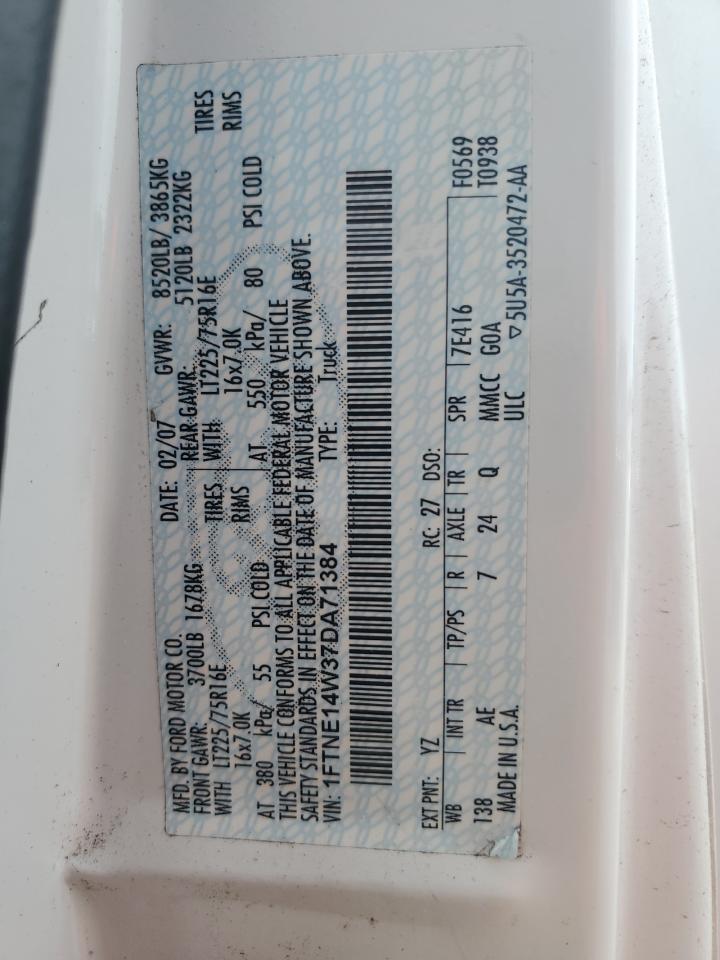 MFD. BY FORD MOTOR CO. DATE: 02/07 GVWR: 8520LB/ 3865KG
FRONT GAWR: 3700LB 1678KG REAR GAWR: 5120LB 2322KG
WITH LT225/75R16E TIRES WITH LT225/75R16E TIRES
16x7.0K RIMS 16x7.0K RIMS
AT 380 kPa/ 55 PSI COLD AT 550 kPa/ 80 PSI COLD
THIS VEHICLE CONFORMS TO ALL APPLICABLE FEDERAL MOTOR VEHICLE
SAFETY STANDARDS IN EFFECT ON THE DATE OF MANUFACTURE SHOWN ABOVE.
VIN: 1FTNE14W37DA71384 TYPE: Truck
EXT PNT: YZ RC: 27 DSO: F0569
WB INT TR TP/PS R AXLE TR SPR 7E416 T0938
138 AE 7 24 Q MMCC GOA
MADE IN U.S.A. ULC ▽5U5A-3520472-AA